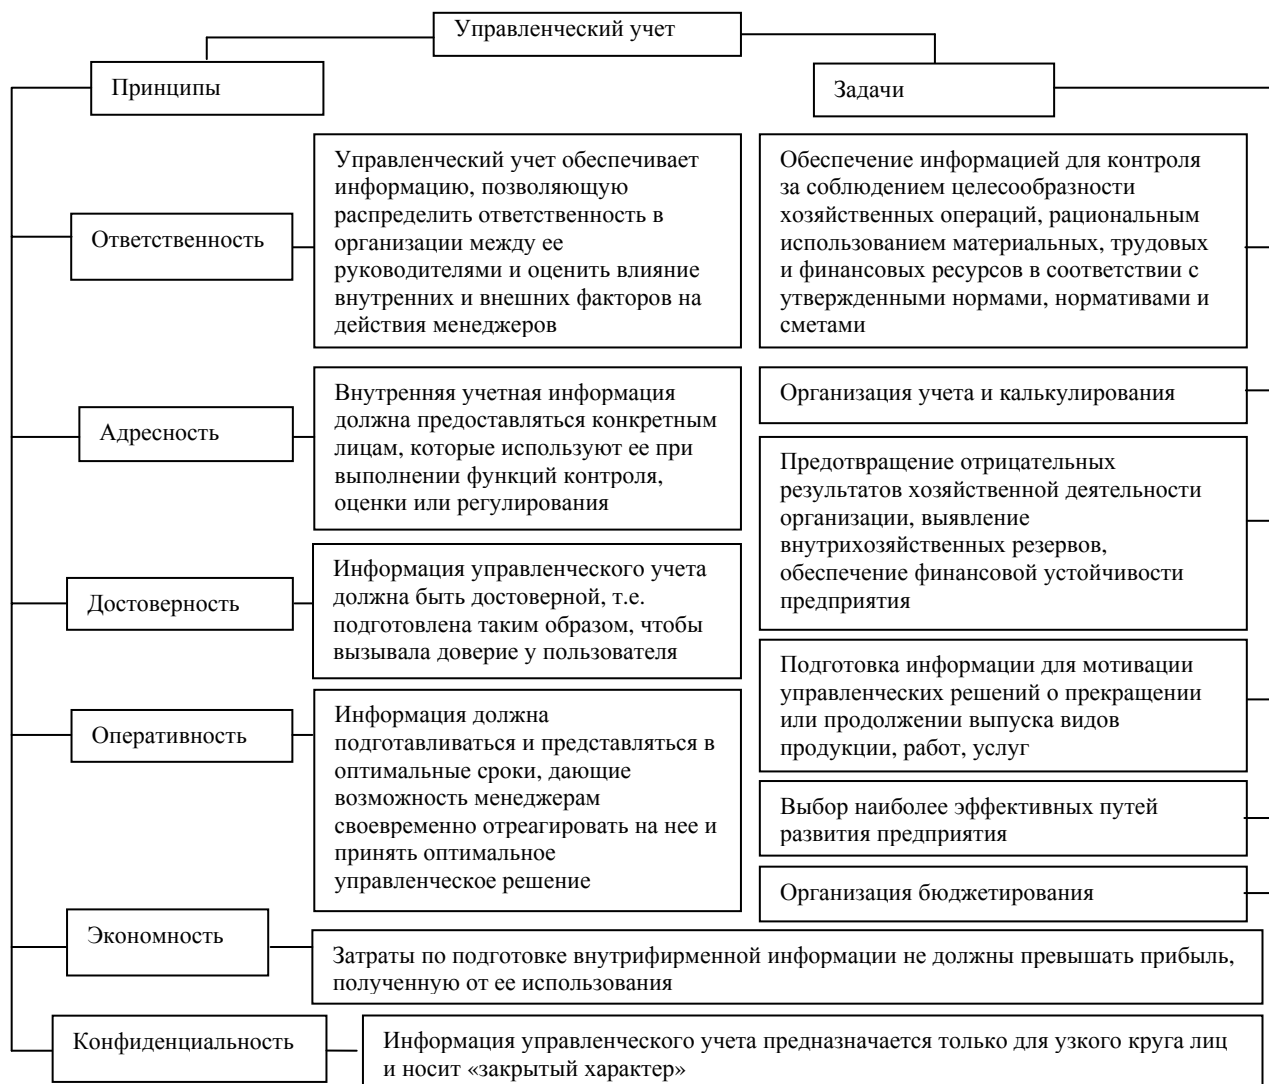 Управленческий учет
Принципы
Задачи
Ответственность
Управленческий учет обеспечивает
информацию, позволяющую
распределить ответственность в
организации между ее
руководителями и оценить влияние
внутренних и внешних факторов на
действия менеджеров
Адресность
Внутренняя учетная информация
должна предоставляться конкретным
лицам, которые используют ее при
выполнении функций контроля,
оценки или регулирования
Достоверность
Информация управленческого учета
должна быть достоверной, т.е.
подготовлена таким образом, чтобы
вызывала доверие у пользователя
Оперативность
Информация должна
подготавливаться и представляться в
оптимальные сроки, дающие
возможность менеджерам
своевременно отреагировать на нее и
принять оптимальное
управленческое решение
Экономность
Затраты по подготовке внутрифирменной информации не должны превышать прибыль,
полученную от ее использования
Конфиденциальность
Информация управленческого учета предназначается только для узкого круга лиц
и носит «закрытый характер»
Обеспечение информацией для контроля
за соблюдением целесообразности
хозяйственных операций, рациональным
использованием материальных, трудовых
и финансовых ресурсов в соответствии с
утвержденными нормами, нормативами и
сметами
Организация учета и калькулирования
Предотвращение отрицательных
результатов хозяйственной деятельности
организации, выявление
внутрихозяйственных резервов,
обеспечение финансовой устойчивости
предприятия
Подготовка информации для мотивации
управленческих решений о прекращении
или продолжении выпуска видов
продукции, работ, услуг
Выбор наиболее эффективных путей
развития предприятия
Организация бюджетирования